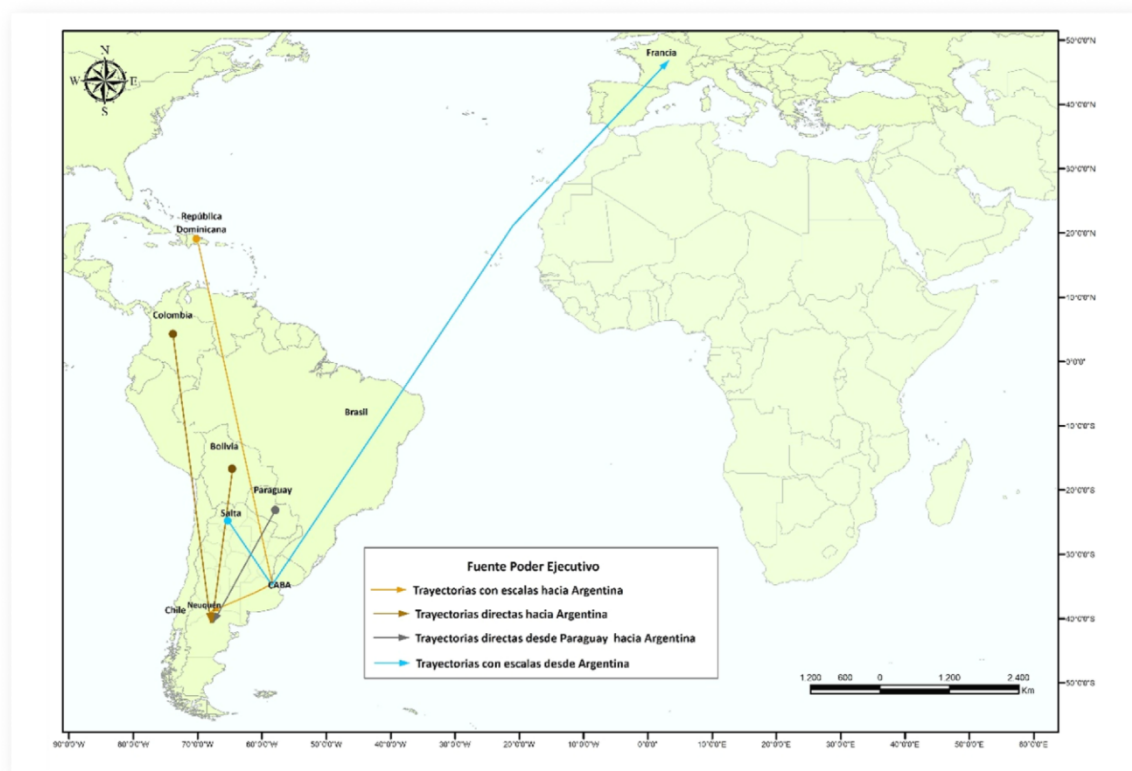 N
W E
S
Francia
República
Dominicana
Colombia
Brasil
Bolivia
Paraguay
Salta
CABA
Neuquén
Chile
Fuente Poder Ejecutivo
Trayectorias con escalas hacia Argentina
Trayectorias directas hacia Argentina
Trayectorias directas desde Paraguay hacia Argentina
Trayectorias con escalas desde Argentina
1.200 600 0 1.200 2.400
Km
50°0'0"N
40°0'0"N
30°0'0"N
20°0'0"N
10°0'0"N
0°0'0"
10°0'0"S
20°0'0"S
30°0'0"S
40°0'0"S
50°0'0"S
90°0'0"W 80°0'0"W 70°0'0"W 60°0'0"W 50°0'0"W 40°0'0"W 30°0'0"W 20°0'0"W 10°0'0"W 0°0'0" 10°0'0"E 20°0'0"E 30°0'0"E 40°0'0"E 50°0'0"E 60°0'0"E